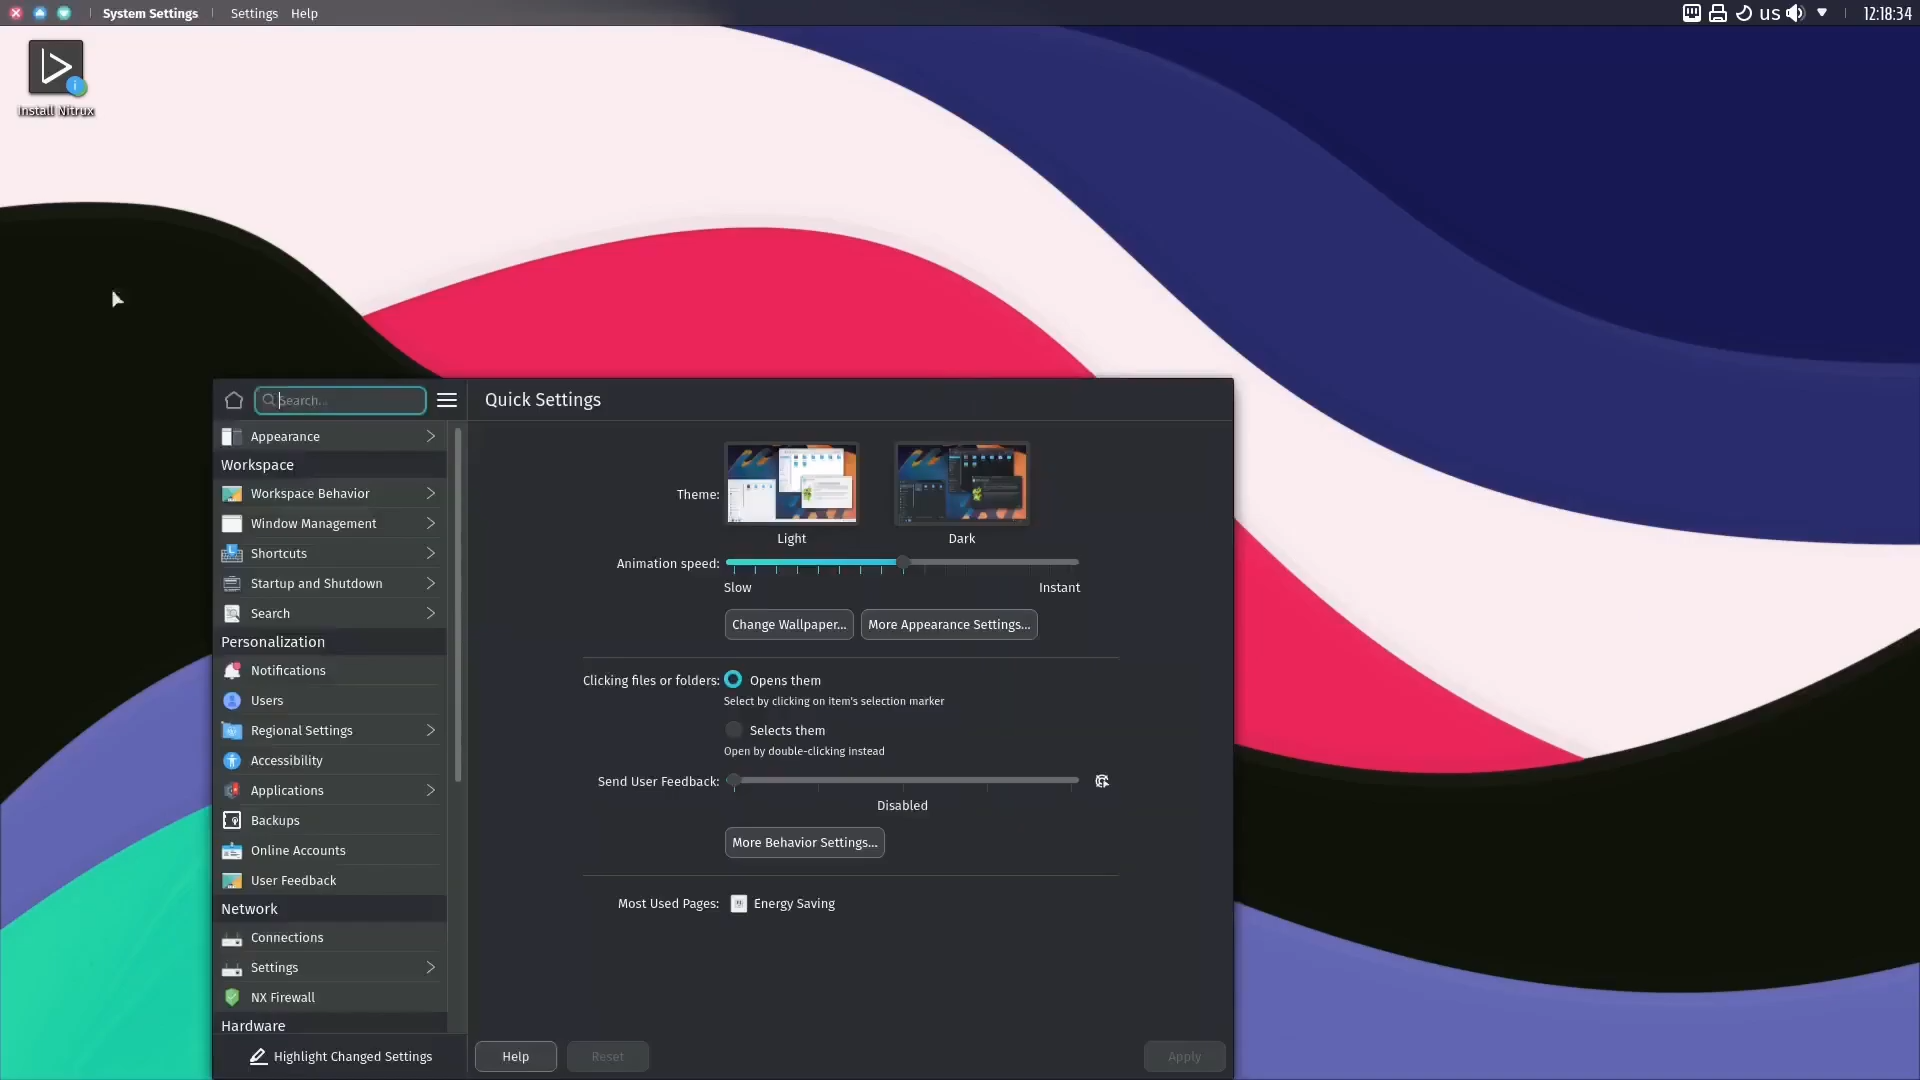 System Settings
Settings
Help
us
12:18:34
Install Nitrux
Search...
Quick Settings
Appearance
Workspace
Workspace Behavior
Window Management
Shortcuts
Startup and Shutdown
Search
Personalization
Notifications
Users
Regional Settings
Accessibility
Applications
Backups
Online Accounts
User Feedback
Network
Connections
Settings
NX Firewall
Hardware
Highlight Changed Settings
Theme:
Light
Dark
Animation speed:
Slow
Instant
Change Wallpaper...
More Appearance Settings...
Clicking files or folders:
Opens them
Select by clicking on item's selection marker
Selects them
Open by double-clicking instead
Send User Feedback:
Disabled
More Behavior Settings...
Most Used Pages:
Energy Saving
Help
Reset
Apply